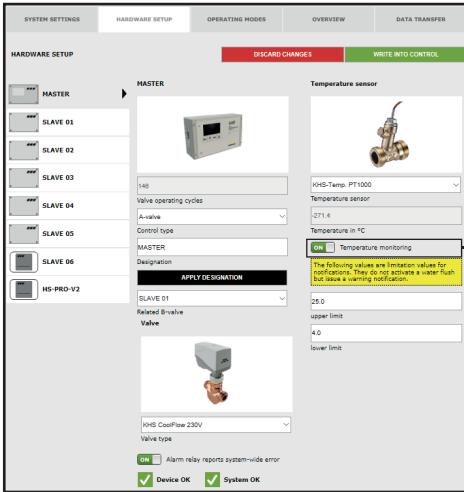 SYSTEM SETTINGS
HARDWARE SETUP
OPERATING MODES
OVERVIEW
DATA TRANSFER
HARDWARE SETUP
DISCARD CHANGES
WRITE INTO CONTROL
MASTER
SLAVE 01
SLAVE 02
SLAVE 03
SLAVE 04
SLAVE 05
SLAVE 06
HS-PRO-V2
MASTER
146
Valve operating cycles
A-valve
Control type
MASTER
Designation
APPLY DESIGNATION
SLAVE 01
Related B-valve
Valve
KHS CoolFlow 230V
Valve type
ON Alarm relay reports system-wide error
Device OK
System OK
Temperature sensor
KHS-Temp. PT1000
Temperature sensor
-271.4
Temperature in °C
ON Temperature monitoring
The following values are limitation values for
notifications. They do not activate a water flush
but issue a warning notification.
25.0
upper limit
4.0
lower limit